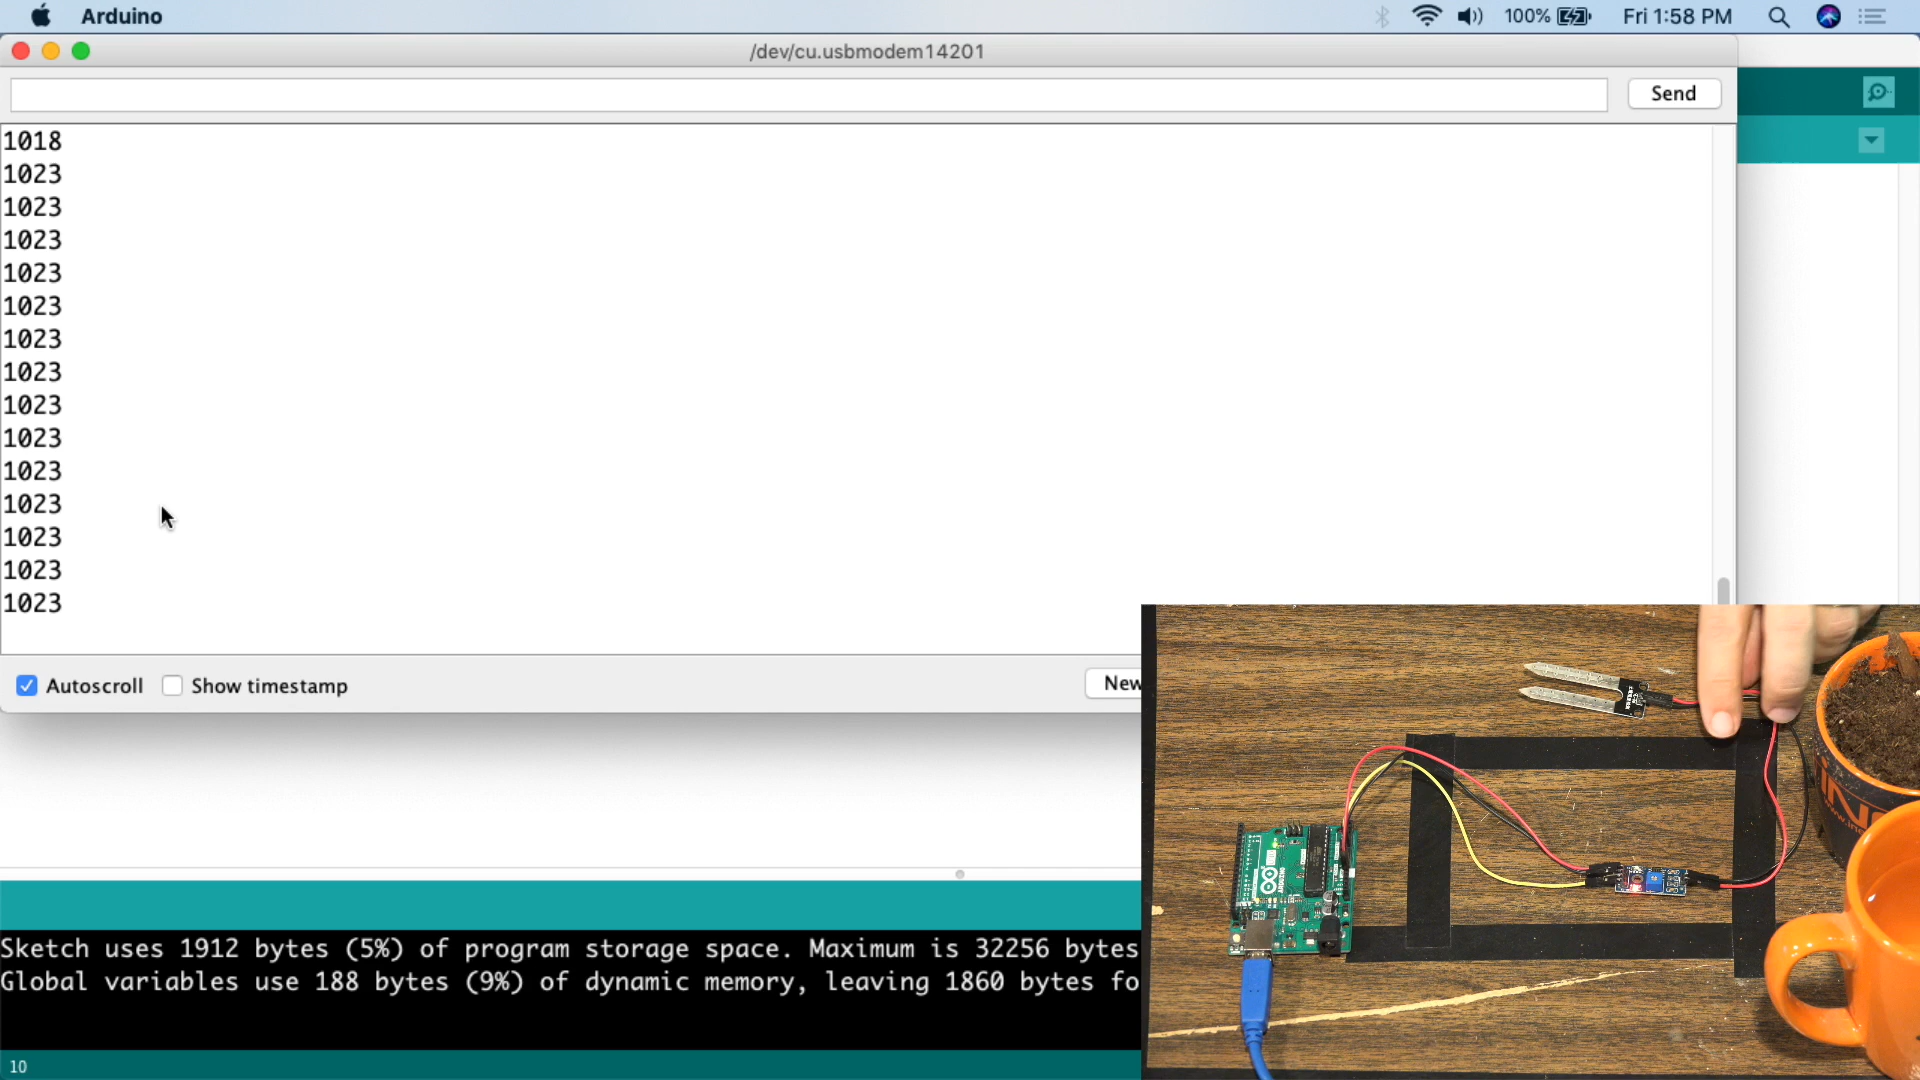 Arduino
100%
Fri 1:58 PM
/dev/cu.usbmodem14201
Send
1018
1023
1023
1023
1023
1023
1023
1023
1023
1023
1023
1023
1023
1023
1023
Autoscroll
Show timestamp
New
Sketch uses 1912 bytes (5%) of program storage space. Maximum is 32256 bytes
Global variables use 188 bytes (9%) of dynamic memory, leaving 1860 bytes fo
10